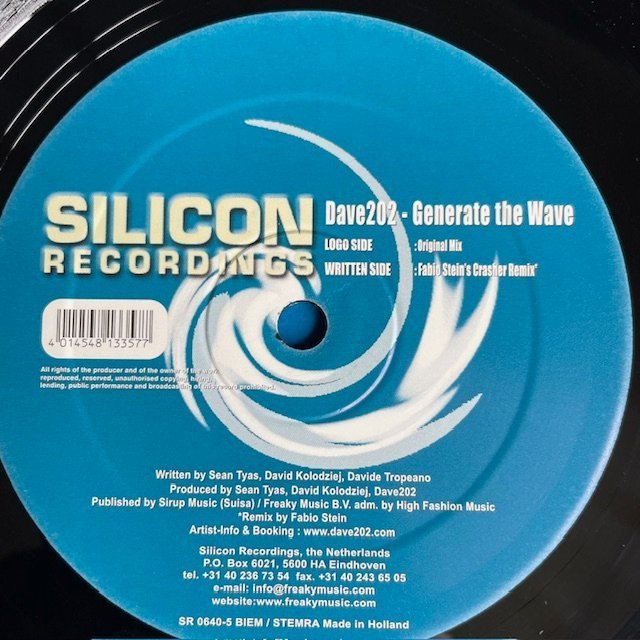 SILICON
RECORDINGS
Dave202 - Generate the Wave
LOGO SIDE : Original Mix
WRITTEN SIDE : Fabio Stein's Crasher Remix*
4 014548 133577
All rights of the producer and of the owner of the work
reproduced, reserved, unauthorised copying, hiring,
lending, public performance and broadcasting of this record prohibited.
Written by Sean Tyas, David Kolodziej, Davide Tropeano
Produced by Sean Tyas, David Kolodziej, Dave202
Published by Sirup Music (Suisa) / Freaky Music B.V. adm. by High Fashion Music
*Remix by Fabio Stein
Artist-Info & Booking : www.dave202.com
Silicon Recordings, the Netherlands
P.O. Box 6021, 5600 HA Eindhoven
tel. +31 40 236 73 54 fax. +31 40 243 65 05
e-mail: info@freakymusic.com
website:www.freakymusic.com
SR 0640-5 BIEM / STEMRA Made in Holland